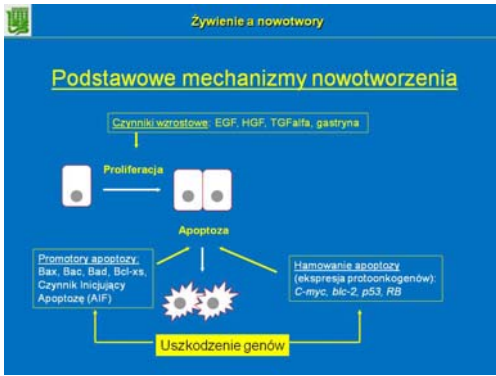 Żywienie a nowotwory
Podstawowe mechanizmy nowotworzenia
Czynniki wzrostowe: EGF, HGF, TGFalfa, gastryna
Proliferacja
Apoptoza
Promotory apoptozy:
Bax, Bac, Bad, Bcl-xs,
Czynnik Inicjujący
Apoptozę (AIF)
Hamowanie apoptozy
(ekspresja protoonkogenów):
C-myc, blc-2, p53, RB
Uszkodzenie genów